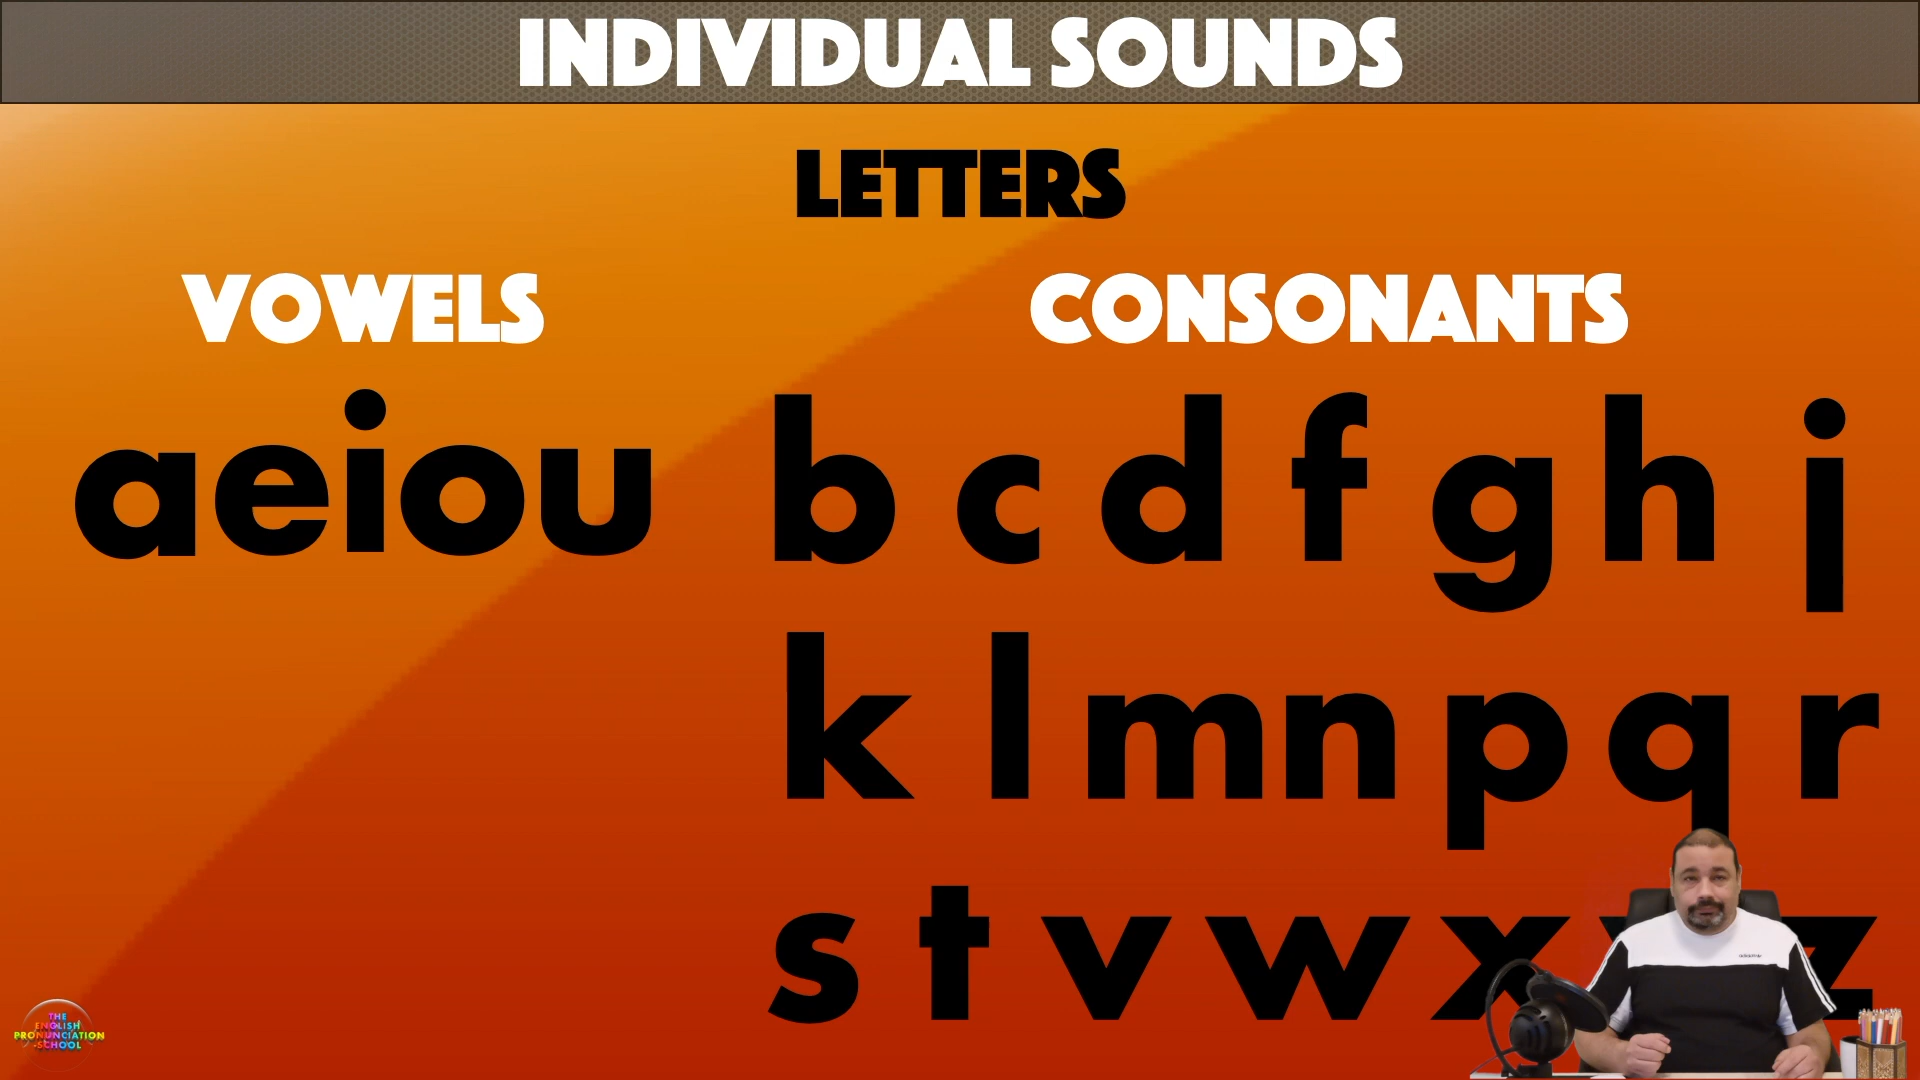 INDIVIDUAL SOUNDS
LETTERS
VOWELS
CONSONANTS
aeiou
b c d f g h j
k l m n p q r
s t v w x y z
THE
ENGLISH
PRONUNCIATION
SCHOOL